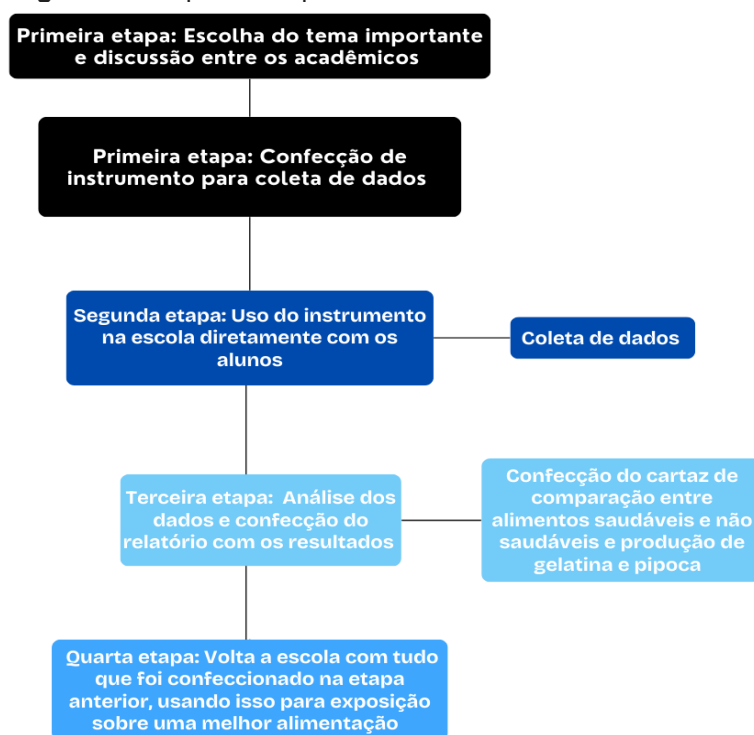 Primeira etapa: Escolha do tema importante
e discussão entre os acadêmicos
Primeira etapa: Confecção de
instrumento para coleta de dados
Segunda etapa: Uso do instrumento
na escola diretamente com os
alunos
Coleta de dados
Terceira etapa: Análise dos
dados e confecção do
relatório com os resultados
Confecção do cartaz de
comparação entre
alimentos saudáveis e não
saudáveis e produção de
gelatina e pipoca
Quarta etapa: Volta a escola com tudo
que foi confeccionado na etapa
anterior, usando isso para exposição
sobre uma melhor alimentação